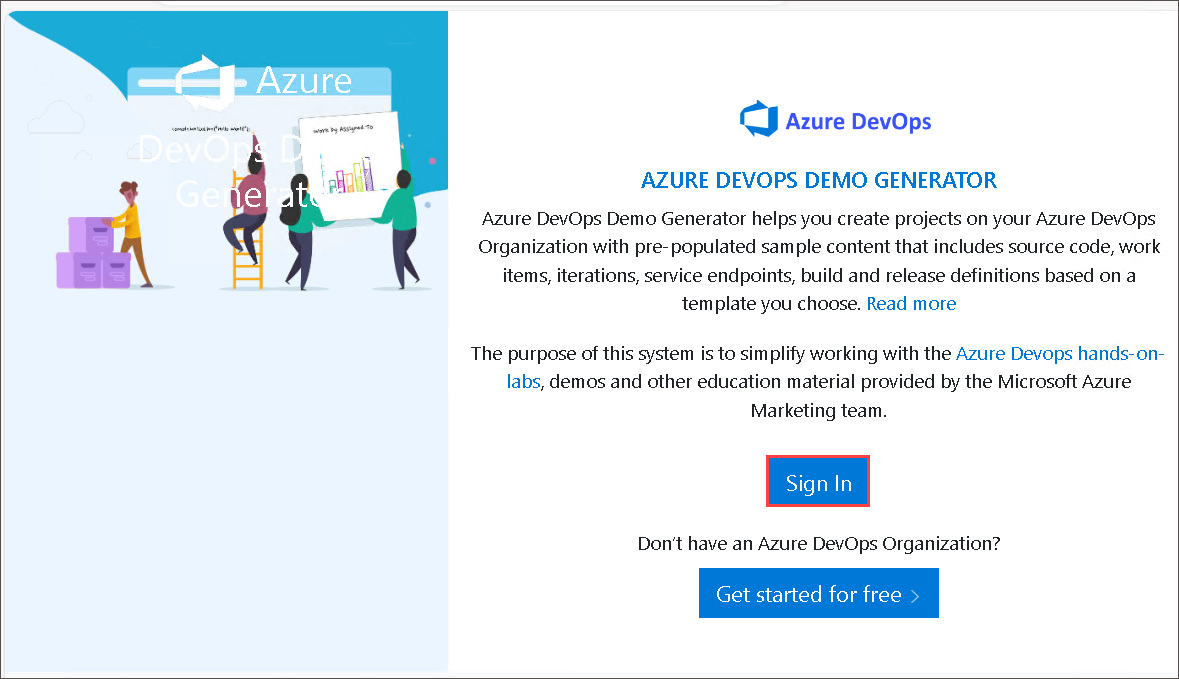 Azure
DevOps D
Generato
console.writeline("Hello World");
Work by Assigned To
Azure DevOps
AZURE DEVOPS DEMO GENERATOR
Azure DevOps Demo Generator helps you create projects on your Azure DevOps
Organization with pre-populated sample content that includes source code, work
items, iterations, service endpoints, build and release definitions based on a
template you choose. Read more
The purpose of this system is to simplify working with the Azure Devops hands-on-
labs, demos and other education material provided by the Microsoft Azure
Marketing team.
Sign In
Don't have an Azure DevOps Organization?
Get started for free >